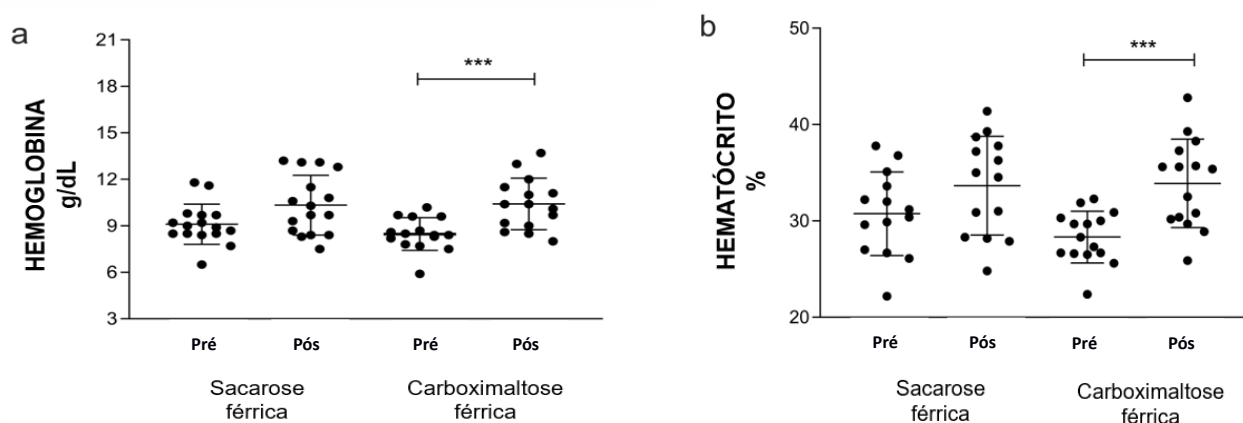 a
21
18
15
12
9
6
3
HEMOGLOBINA
g/dL
***
Pré
Pós
Pré
Pós
Sacarose
férrica
Carboximaltose
férrica
b
50
40
30
20
HEMATÓCRITO
%
***
Pré
Pós
Pré
Pós
Sacarose
férrica
Carboximaltose
férrica